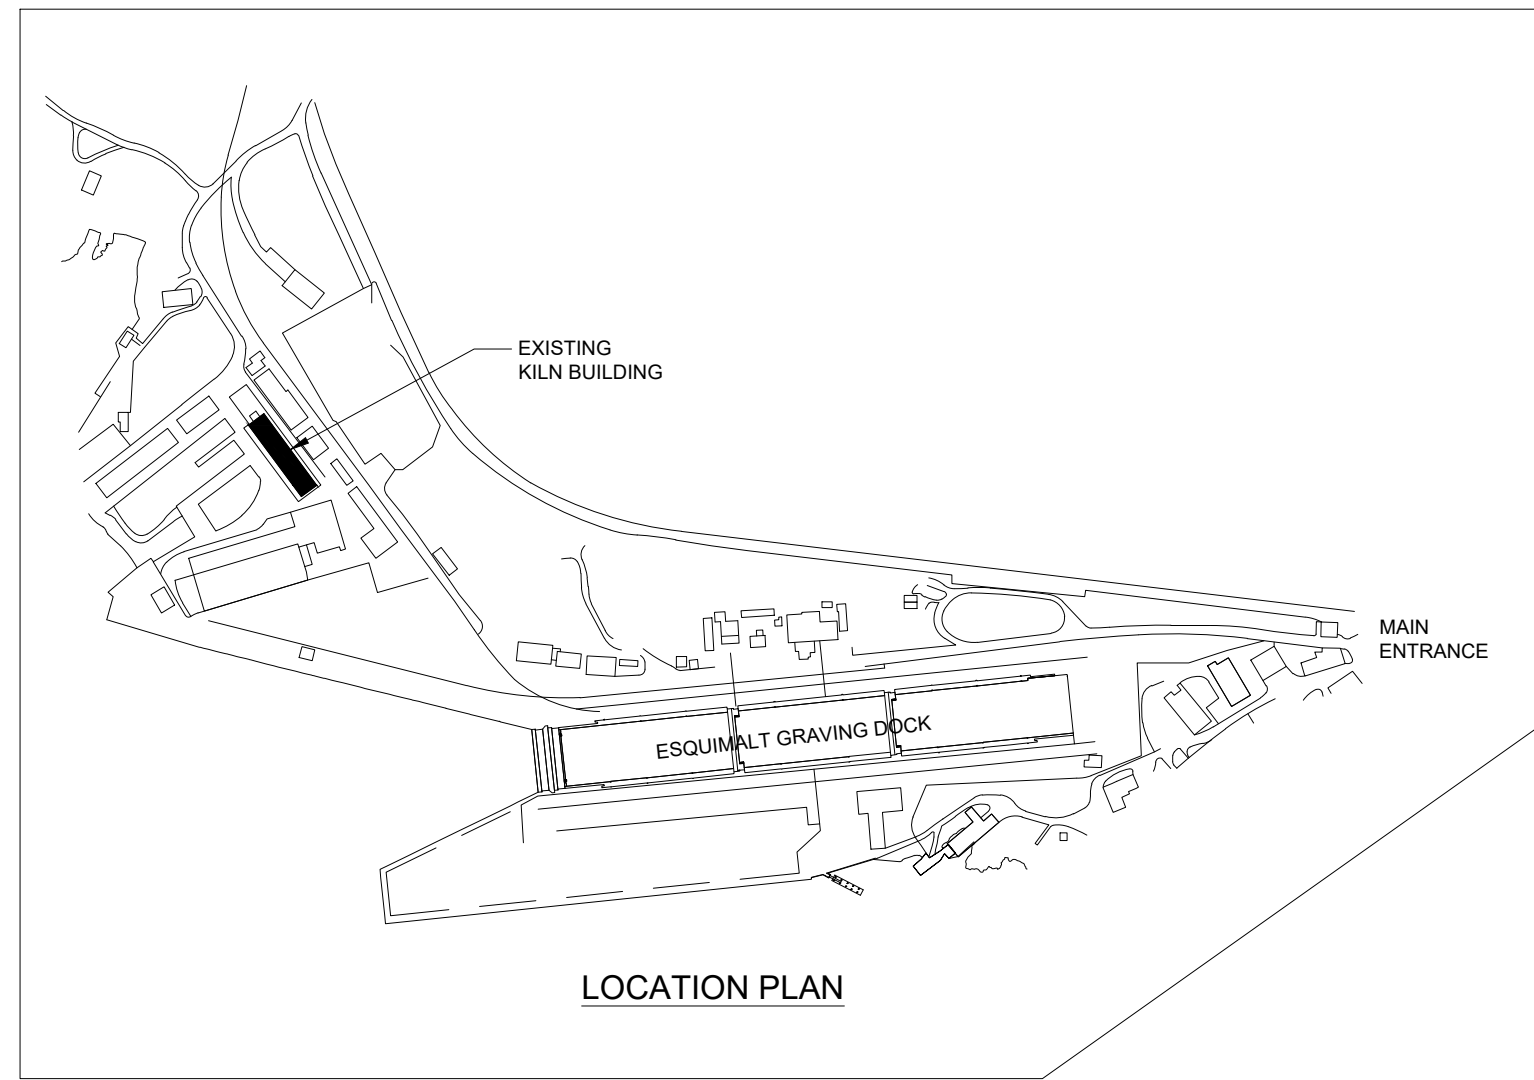 EXISTING
KILN BUILDING
MAIN
ENTRANCE
ESQUIMALT GRAVING DOCK
LOCATION PLAN